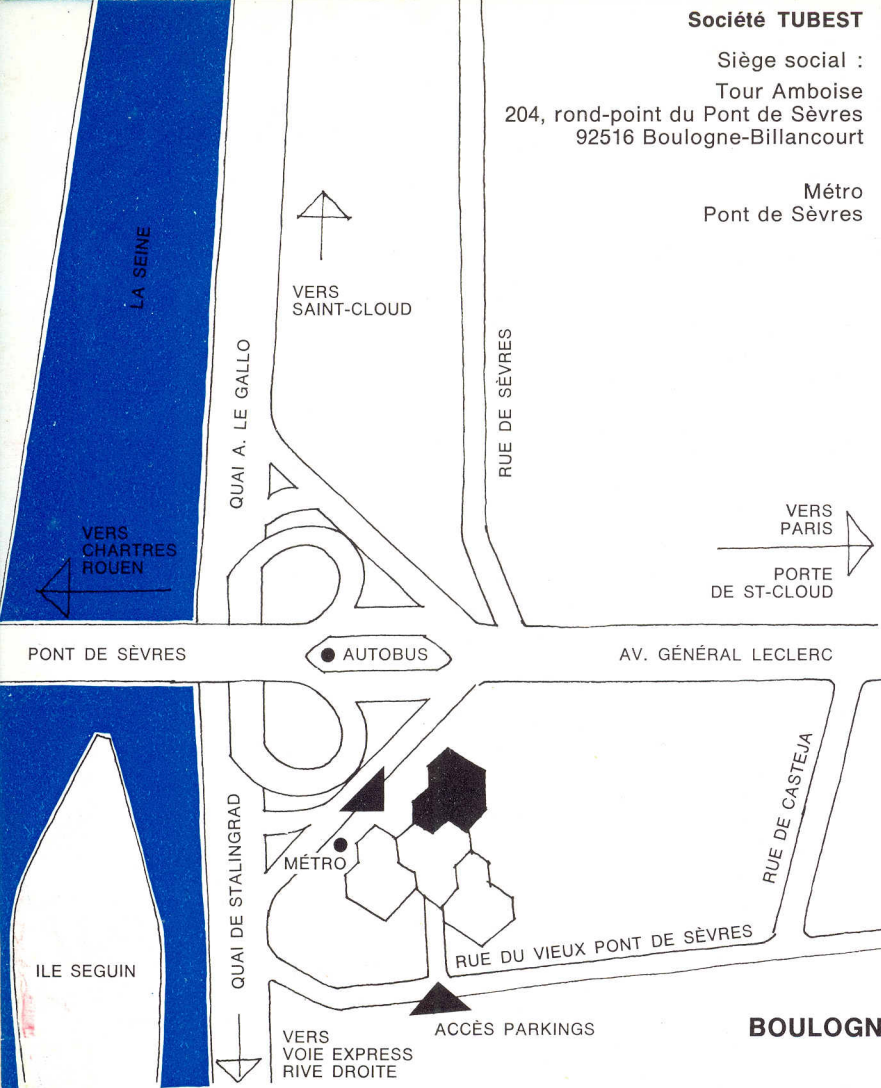 Société TUBEST
Siège social :
Tour Amboise
204, rond-point du Pont de Sèvres
92516 Boulogne-Billancourt
Métro
Pont de Sèvres
LA SEINE
VERS
SAINT-CLOUD
QUAI A. LE GALLO
RUE DE SÈVRES
VERS
CHARTRES
ROUEN
VERS
PARIS
PORTE
DE ST-CLOUD
PONT DE SÈVRES
AUTOBUS
AV. GÉNÉRAL LECLERC
RUE DE CASTEJA
QUAI DE STALINGRAD
MÉTRO
RUE DU VIEUX PONT DE SÈVRES
ILE SEGUIN
ACCÈS PARKINGS
VERS
VOIE EXPRESS
RIVE DROITE
BOULOGN